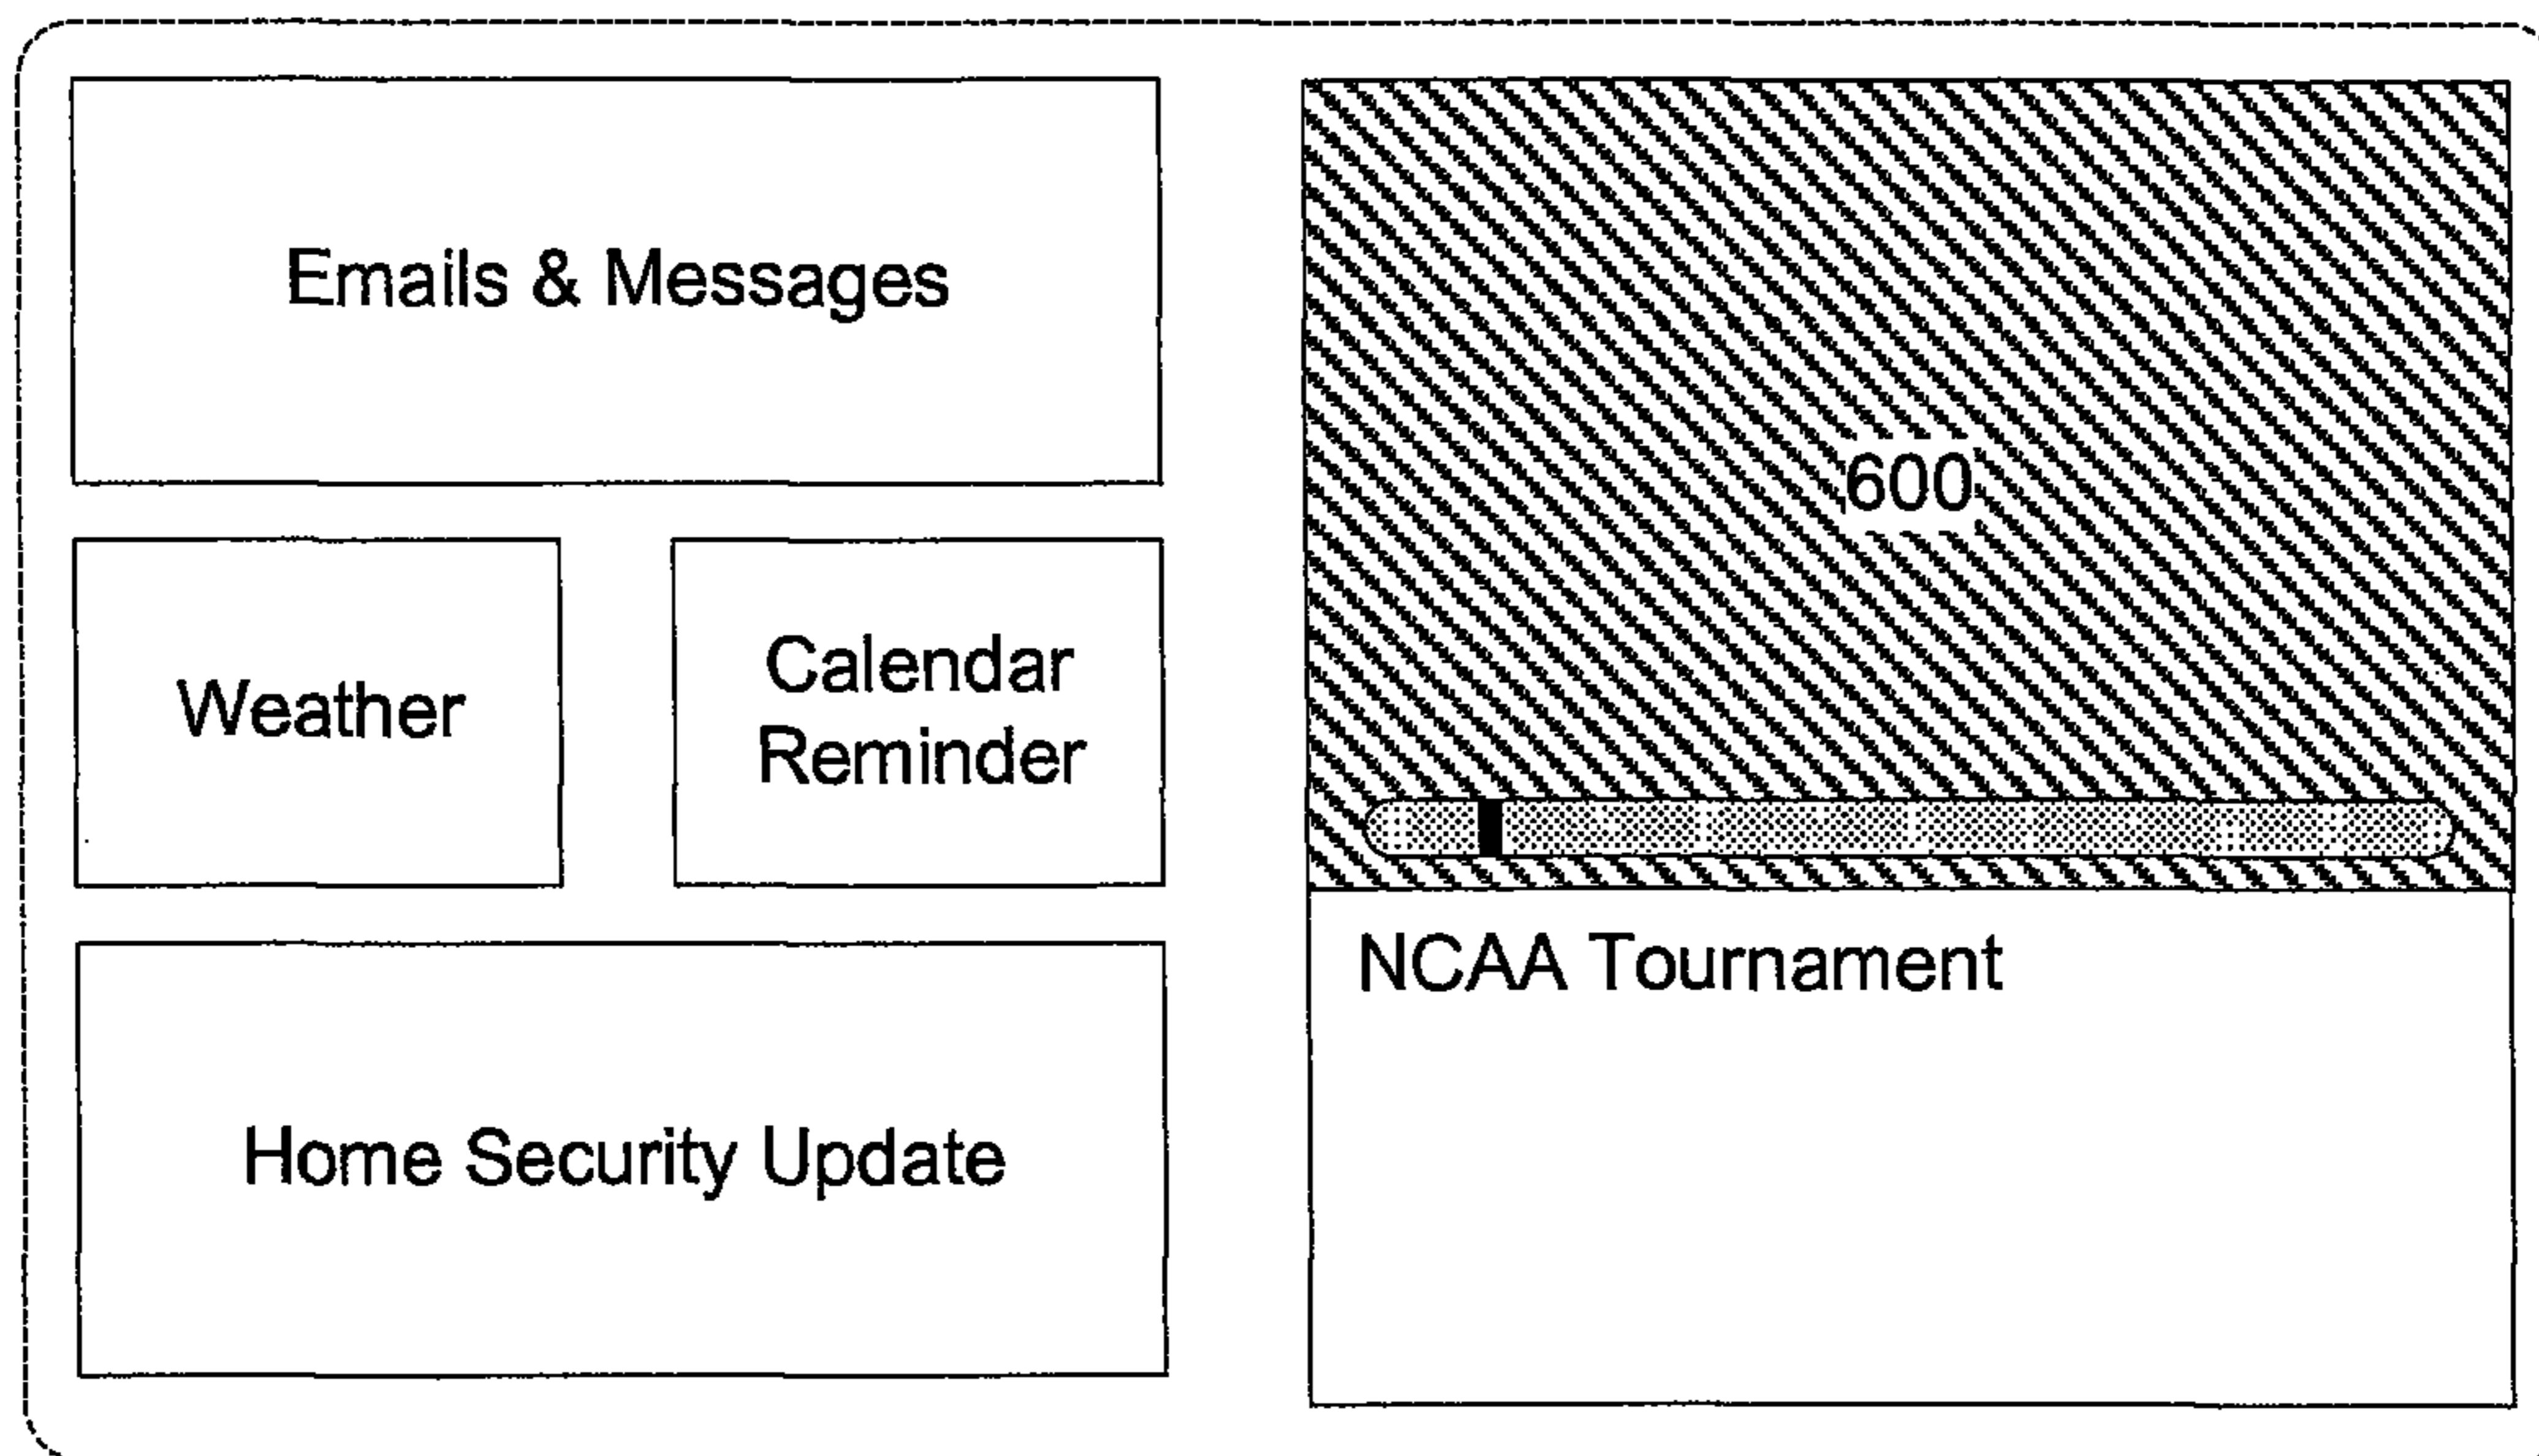 Emails & Messages
Weather
Calendar
Reminder
Home Security Update
600
NCAA Tournament